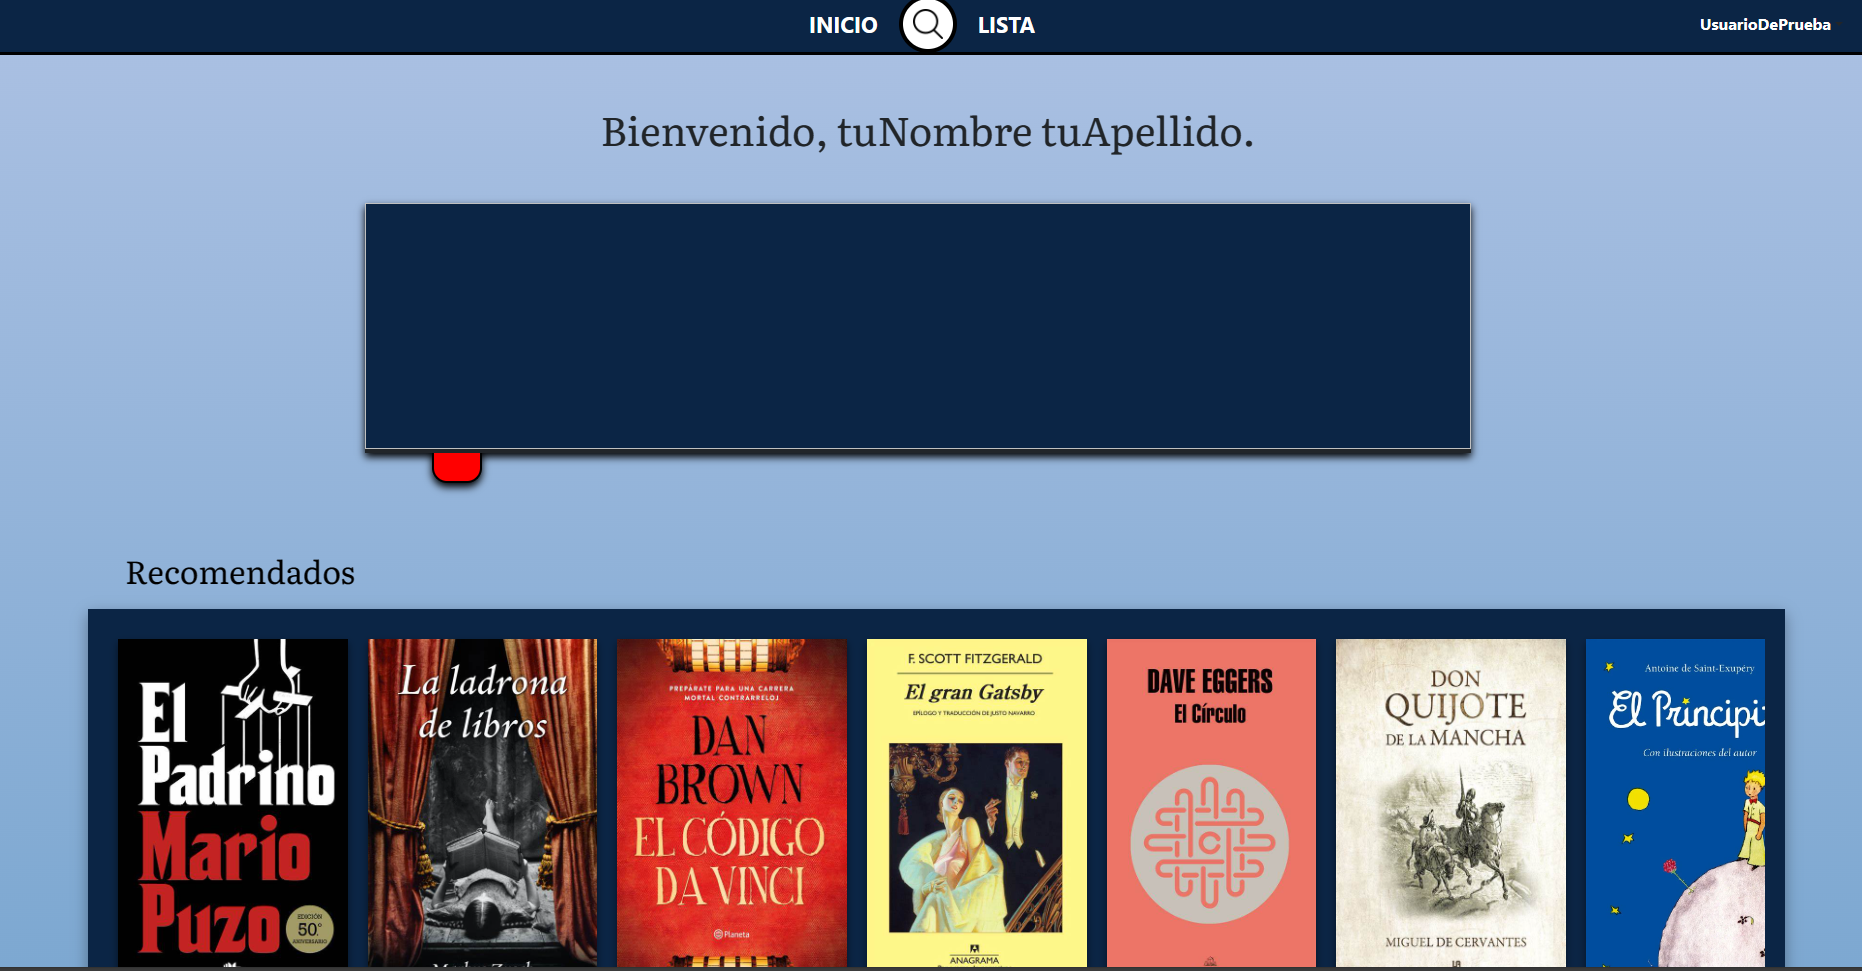 INICIO
LISTA
UsuarioDePrueba
Bienvenido, tuNombre tuApellido.
Recomendados
El
Padrino
Mario
Puzo
EDICIÓN
50.º
ANIVERSARIO
La ladrona
de libros
PREPÁRATE PARA UNA CARRERA
MORTAL CONTRARRELOJ
DAN
BROWN
EL CÓDIGO
DA VINCI
Planeta
F. SCOTT FITZGERALD
El gran Gatsby
EPÍLOGO Y TRADUCCIÓN DE JUSTO NAVARRO
ANAGRAMA
DAVE EGGERS
El Círculo
C
DON
QUIJOTE
DE LA MANCHA
MIGUEL DE CERVANTES
Antoine de Saint-Exupéry
El Principi
Con ilustraciones del autor